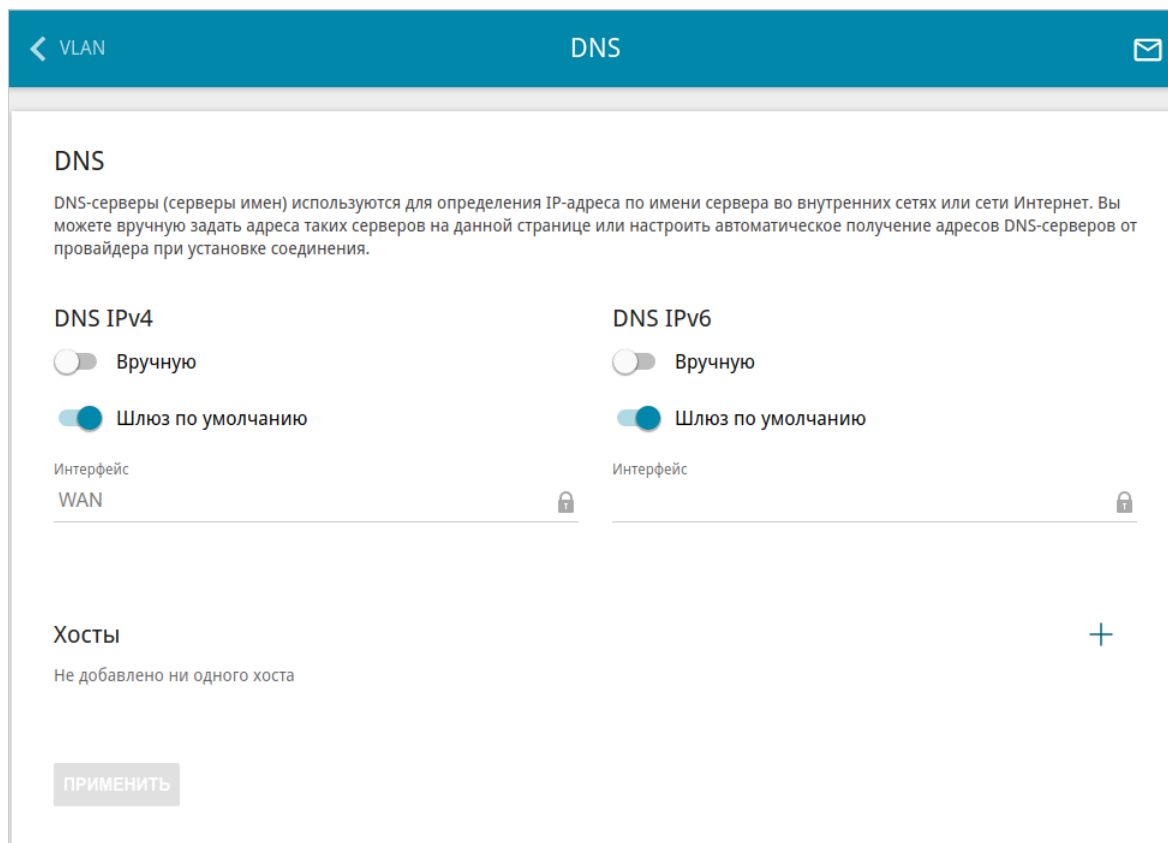 VLAN
DNS
DNS
DNS-серверы (серверы имен) используются для определения IP-адреса по имени сервера во внутренних сетях или сети Интернет. Вы
можете вручную задать адреса таких серверов на данной странице или настроить автоматическое получение адресов DNS-серверов от
провайдера при установке соединения.
DNS IPv4
Вручную
Шлюз по умолчанию
Интерфейс
WAN
DNS IPv6
Вручную
Шлюз по умолчанию
Интерфейс
Хосты
Не добавлено ни одного хоста
ПРИМЕНИТЬ